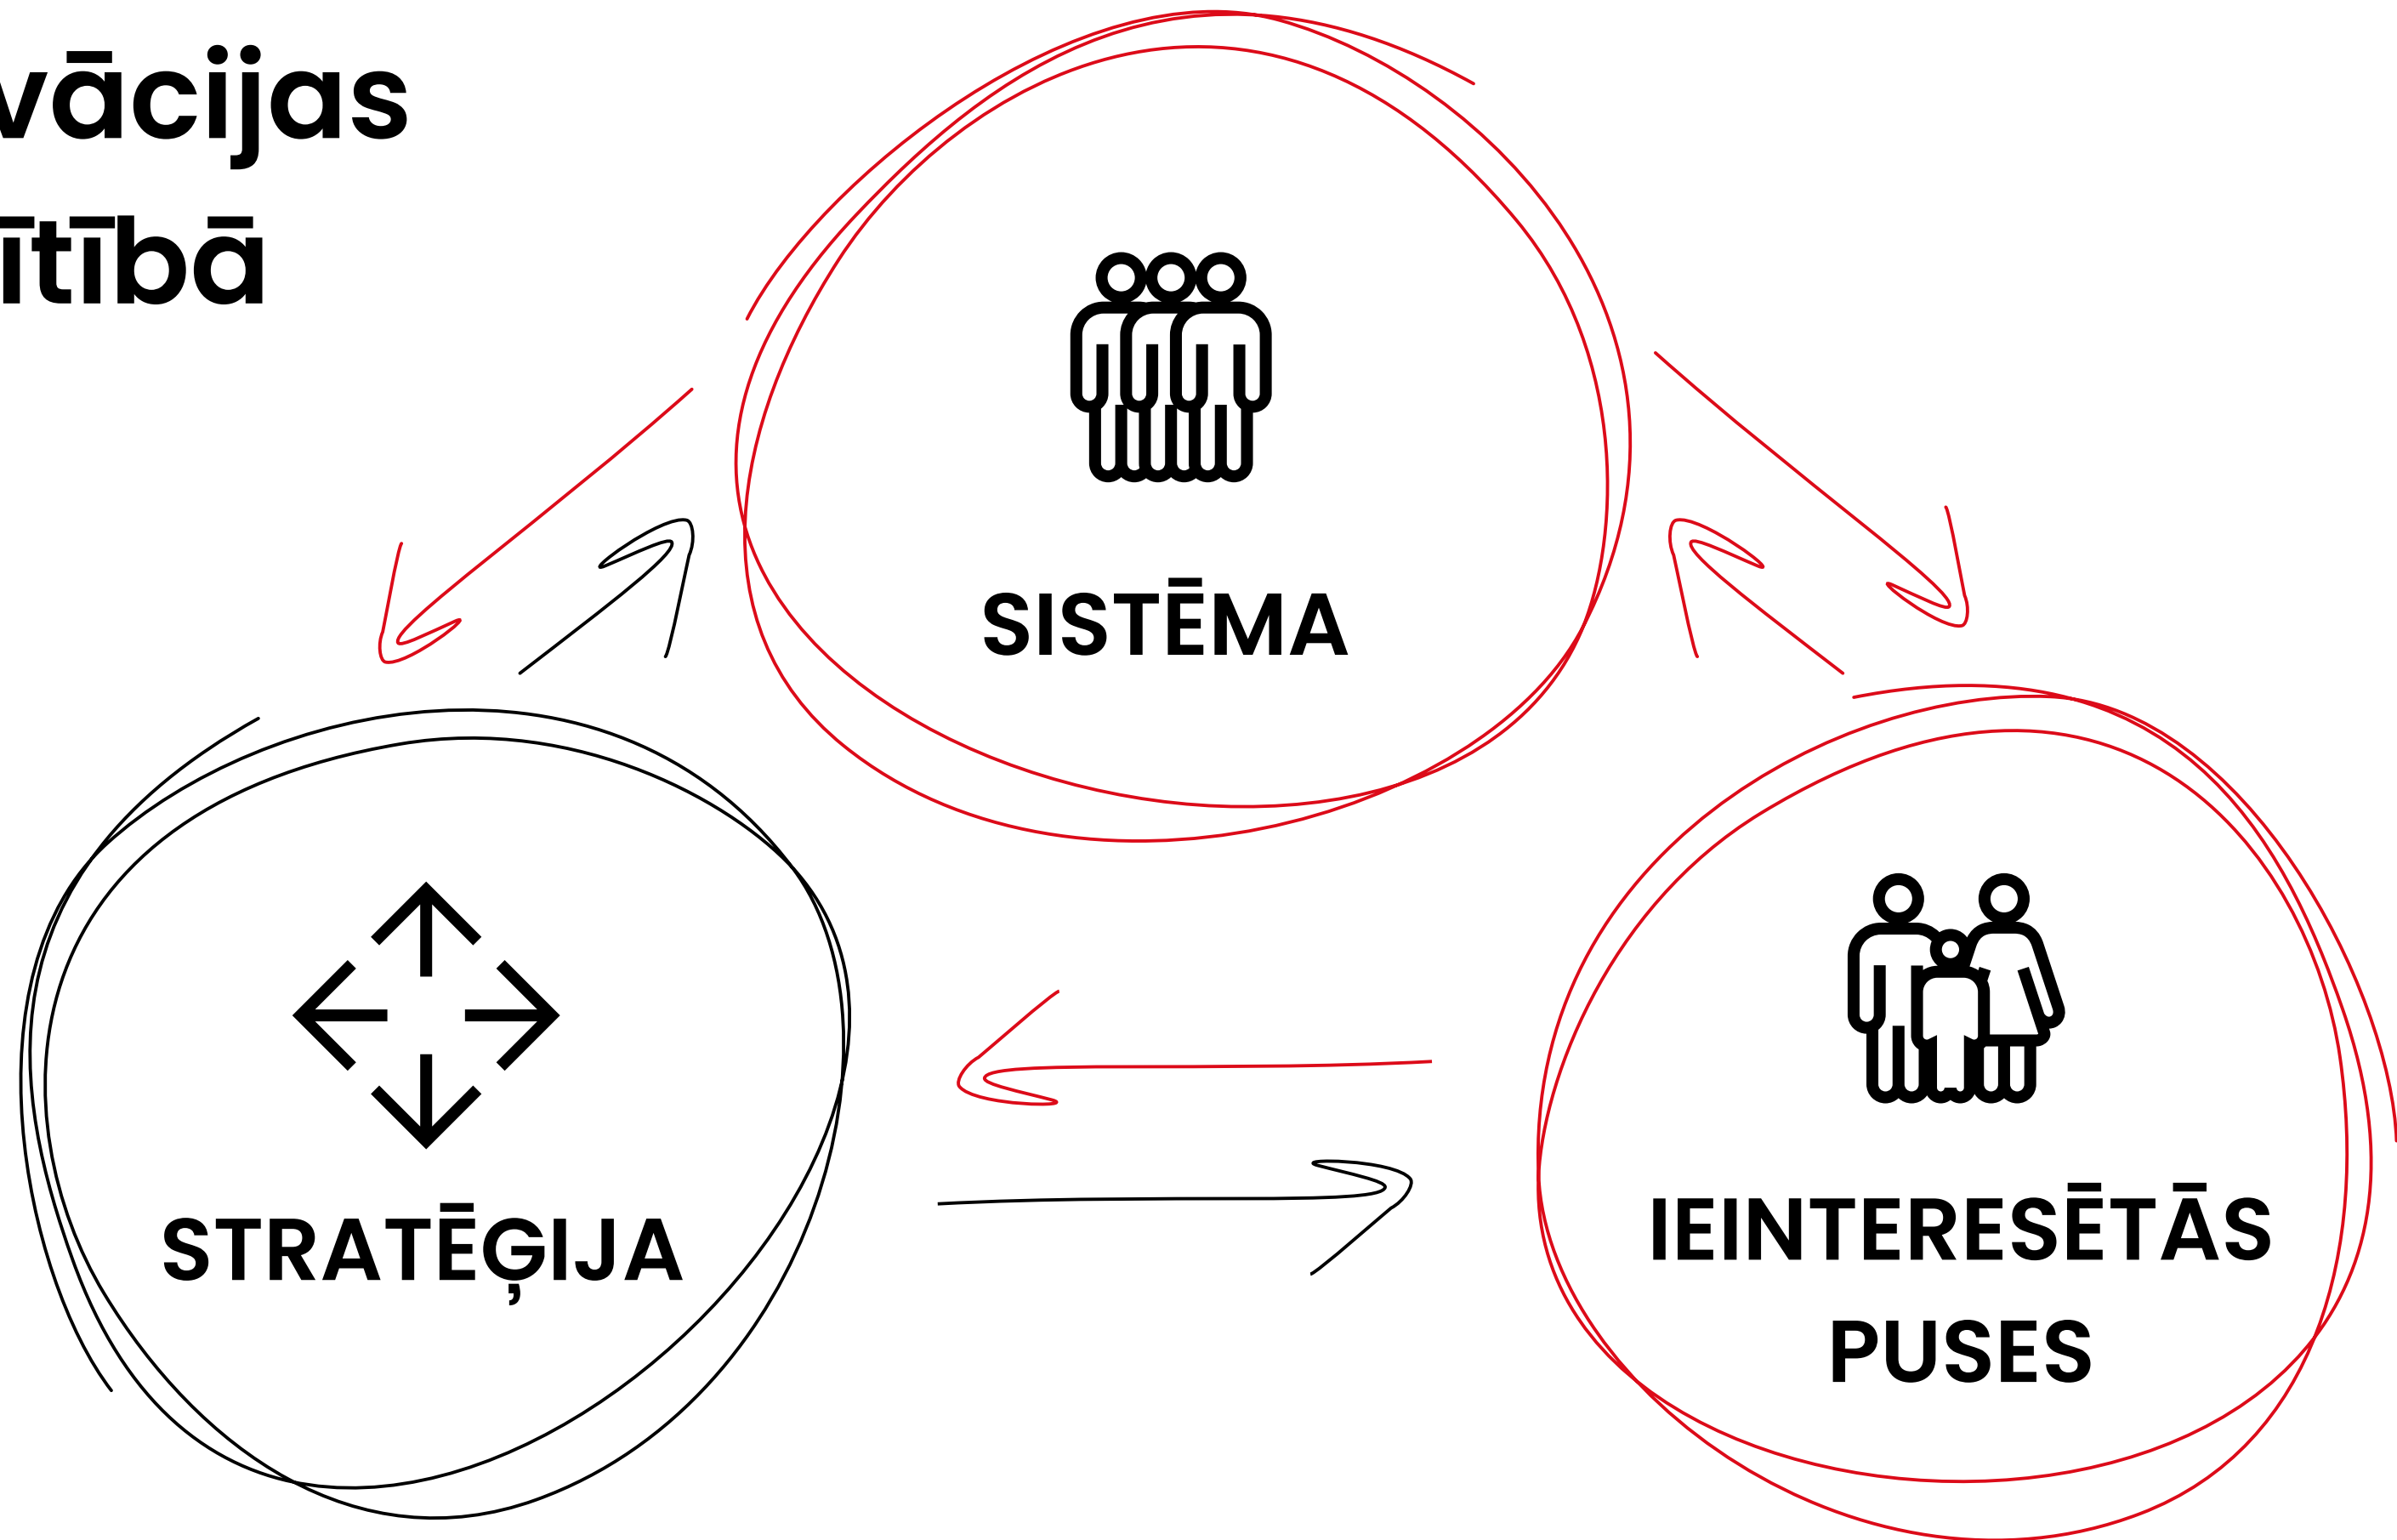 vācijas
ītībā
SISTĒMA
STRATĒĢIJA
IEINTERESĒTĀS
PUSES